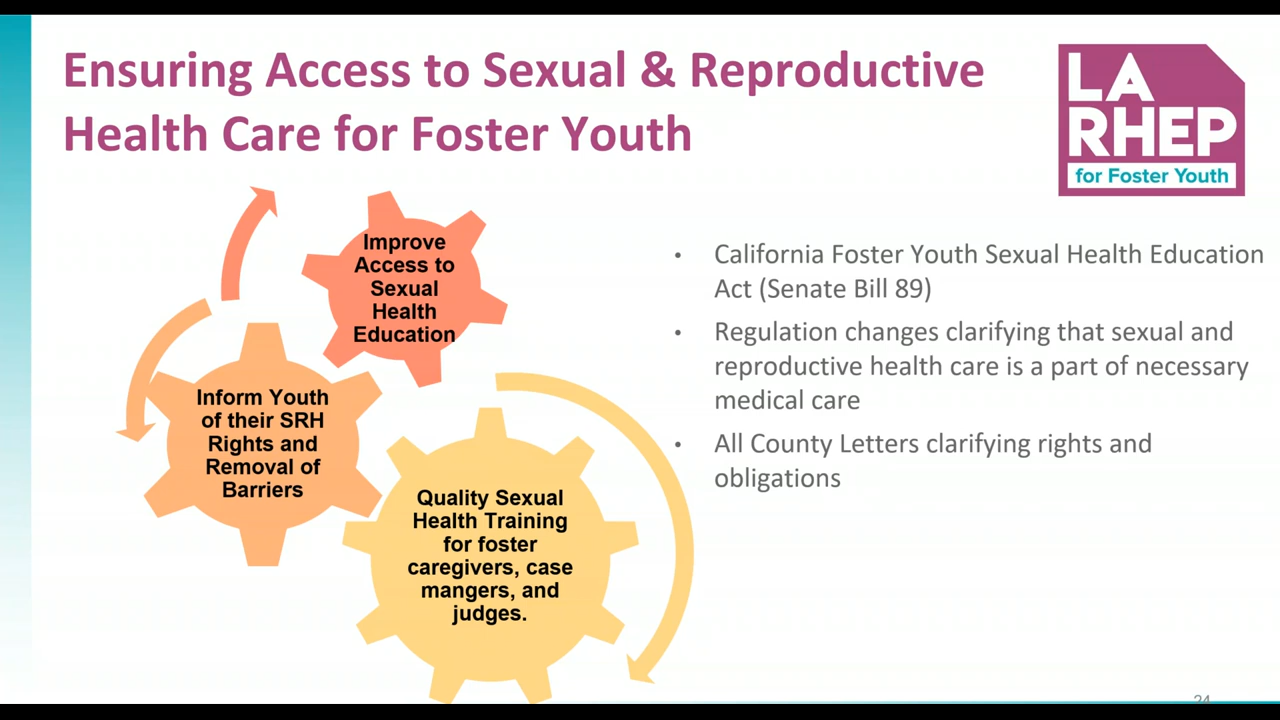 Ensuring Access to Sexual & Reproductive
Health Care for Foster Youth
LA
RHEP
for Foster Youth
Improve
Access to
Sexual
Health
Education
Inform Youth
of their SRH
Rights and
Removal of
Barriers
Quality Sexual
Health Training
for foster
caregivers, case
mangers, and
judges.
• California Foster Youth Sexual Health Education
Act (Senate Bill 89)
• Regulation changes clarifying that sexual and
reproductive health care is a part of necessary
medical care
• All County Letters clarifying rights and
obligations
24